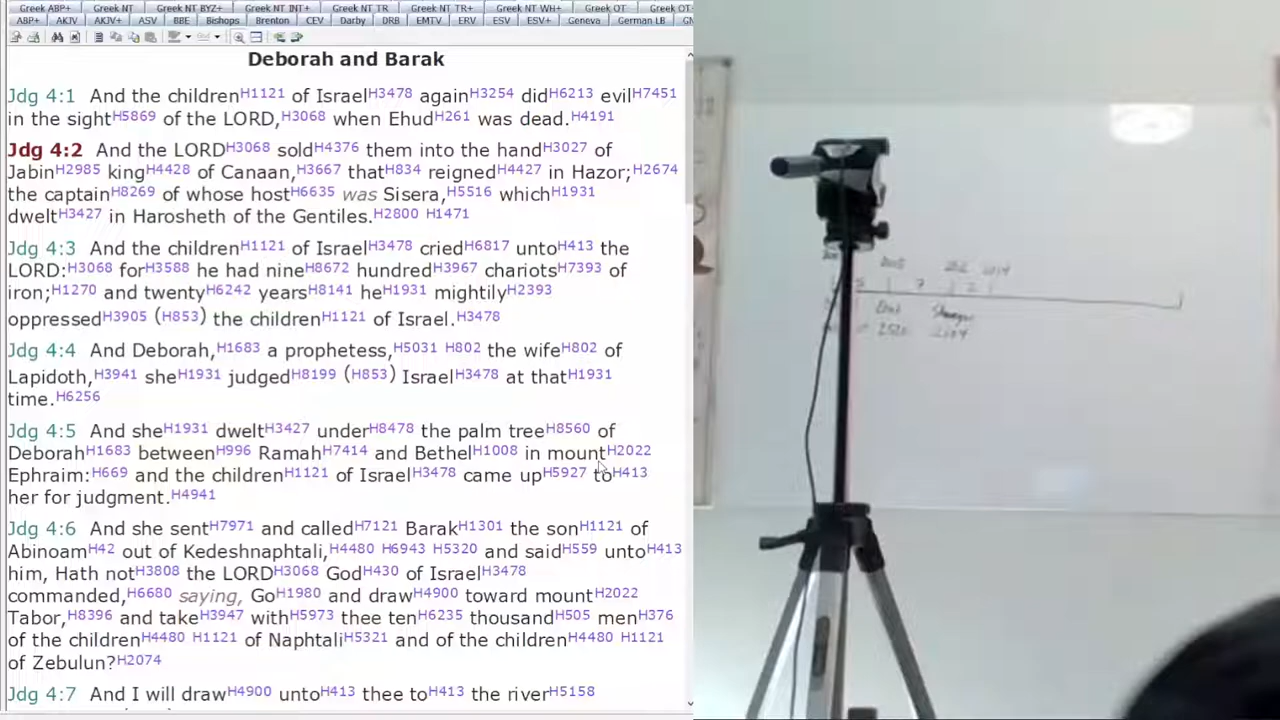 Greek ABP+ Greek NT Greek NT BYZ+ Greek NT INT+ Greek NT TR Greek NT TR+ Greek NT WH+ Greek OT Greek OT
ABP+ AKJV AKJV+ ASV BBE Bishops Brenton CEV Darby DRB EMTV ERV ESV ESV+ Geneva German LB
Deborah and Barak
Jdg 4:1 And the childrenH1121 of IsraelH3478 againH3254 didH6213 evilH7451
in the sightH5869 of the LORD,H3068 when EhudH261 was dead.H4191
Jdg 4:2 And the LORDH3068 soldH4376 them into the handH3027 of
JabinH2985 kingH4428 of Canaan,H3667 thatH834 reignedH4427 in Hazor;H2674
the captainH8269 of whose hostH6635 was Sisera,H5516 whichH1931
dweltH3427 in Harosheth of the Gentiles.H2800 H1471
Jdg 4:3 And the childrenH1121 of IsraelH3478 criedH6817 untoH413 the
LORD:H3068 forH3588 he had nineH8672 hundredH3967 chariotsH7393 of
iron;H1270 and twentyH6242 yearsH8141 heH1931 mightilyH2393
oppressedH3905 (H853) the childrenH1121 of Israel.H3478
Jdg 4:4 And Deborah,H1683 a prophetess,H5031 H802 the wifeH802 of
Lapidoth,H3941 sheH1931 judgedH8199 (H853) IsraelH3478 at thatH1931
time.H6256
Jdg 4:5 And sheH1931 dweltH3427 underH8478 the palm treeH8560 of
DeborahH1683 betweenH996 RamahH7414 and BethelH1008 in mountH2022
Ephraim:H669 and the childrenH1121 of IsraelH3478 came upH5927 toH413
her for judgment.H4941
Jdg 4:6 And she sentH7971 and calledH7121 BarakH1301 the sonH1121 of
AbinoamH42 out of Kedeshnaphtali,H4480 H6943 H5320 and saidH559 untoH413
him, Hath notH3808 the LORDH3068 GodH430 of IsraelH3478
commanded,H6680 saying, GoH1980 and drawH4900 toward mountH2022
Tabor,H8396 and takeH3947 withH5973 thee tenH6235 thousandH505 menH376
of the childrenH4480 H1121 of NaphtaliH5321 and of the childrenH4480 H1121
of Zebulun?H2074
Jdg 4:7 And I will drawH4900 untoH413 thee toH413 the riverH5158
5 7 2
2520